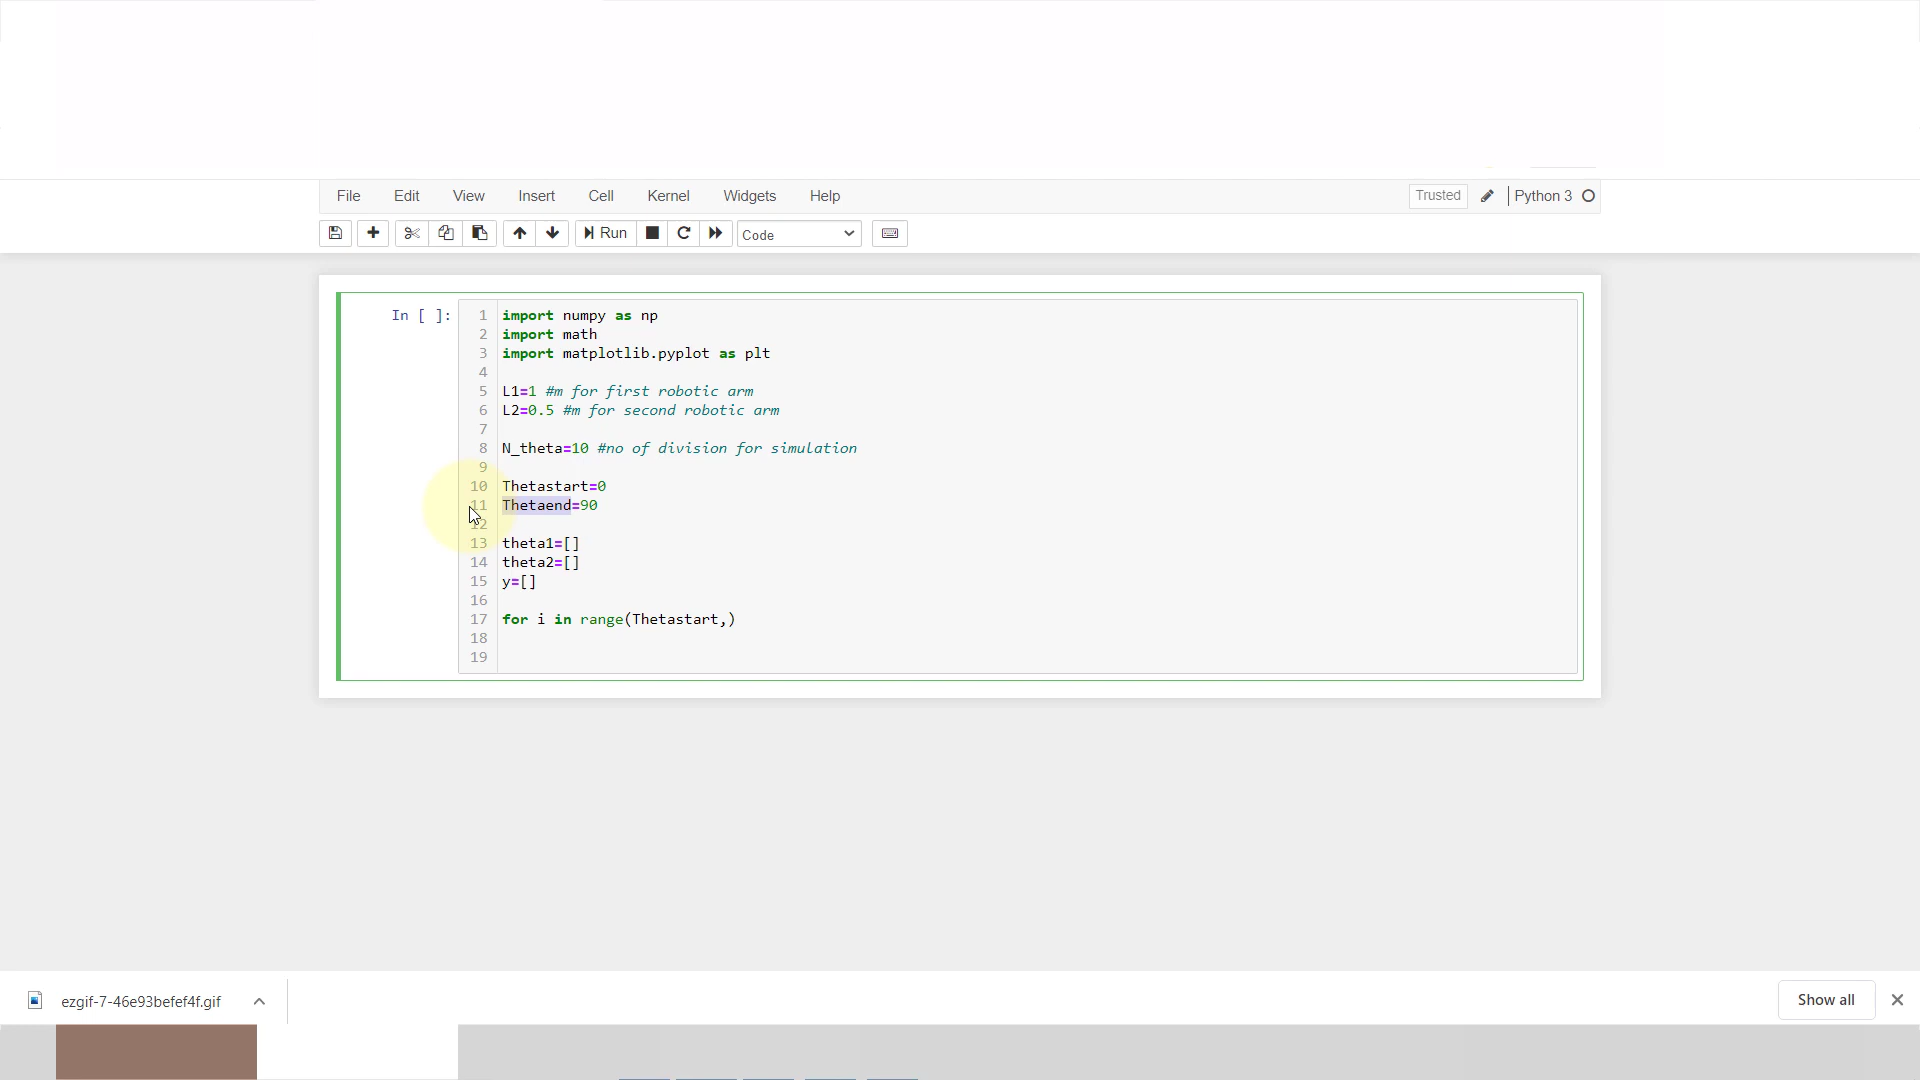 File Edit View Insert Cell Kernel Widgets Help Trusted Python 3
Run Code
In [ ]:
1 import numpy as np
2 import math
3 import matplotlib.pyplot as plt
4
5 L1=1 #m for first robotic arm
6 L2=0.5 #m for second robotic arm
7
8 N_theta=10 #no of division for simulation
9
10 Thetastart=0
11 Thetaend=90
12
13 theta1=[]
14 theta2=[]
15 y=[]
16
17 for i in range(Thetastart,)
18
19
ezgif-7-46e93befef4f.gif Show all